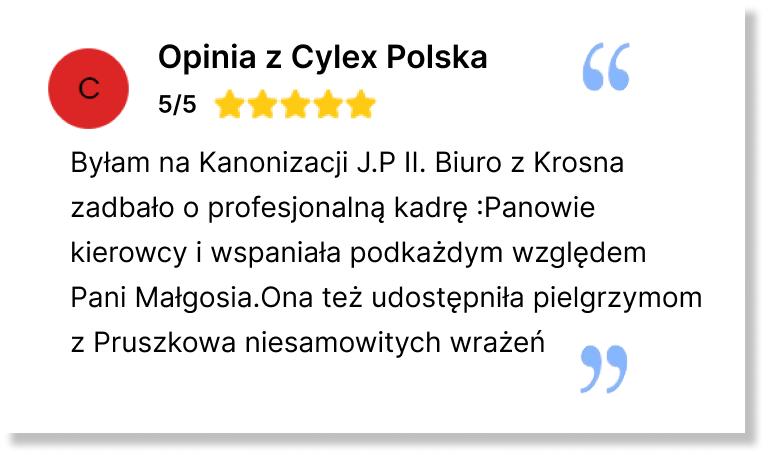 Opinia z Cylex Polska
C
5/5
Byłam na Kanonizacji J.P II. Biuro z Krosna
zadbało o profesjonalną kadrę :Panowie
kierowcy i wspaniała podkażdym względem
Pani Małgosia.Ona też udostępniła pielgrzymom
z Pruszkowa niesamowitych wrażeń